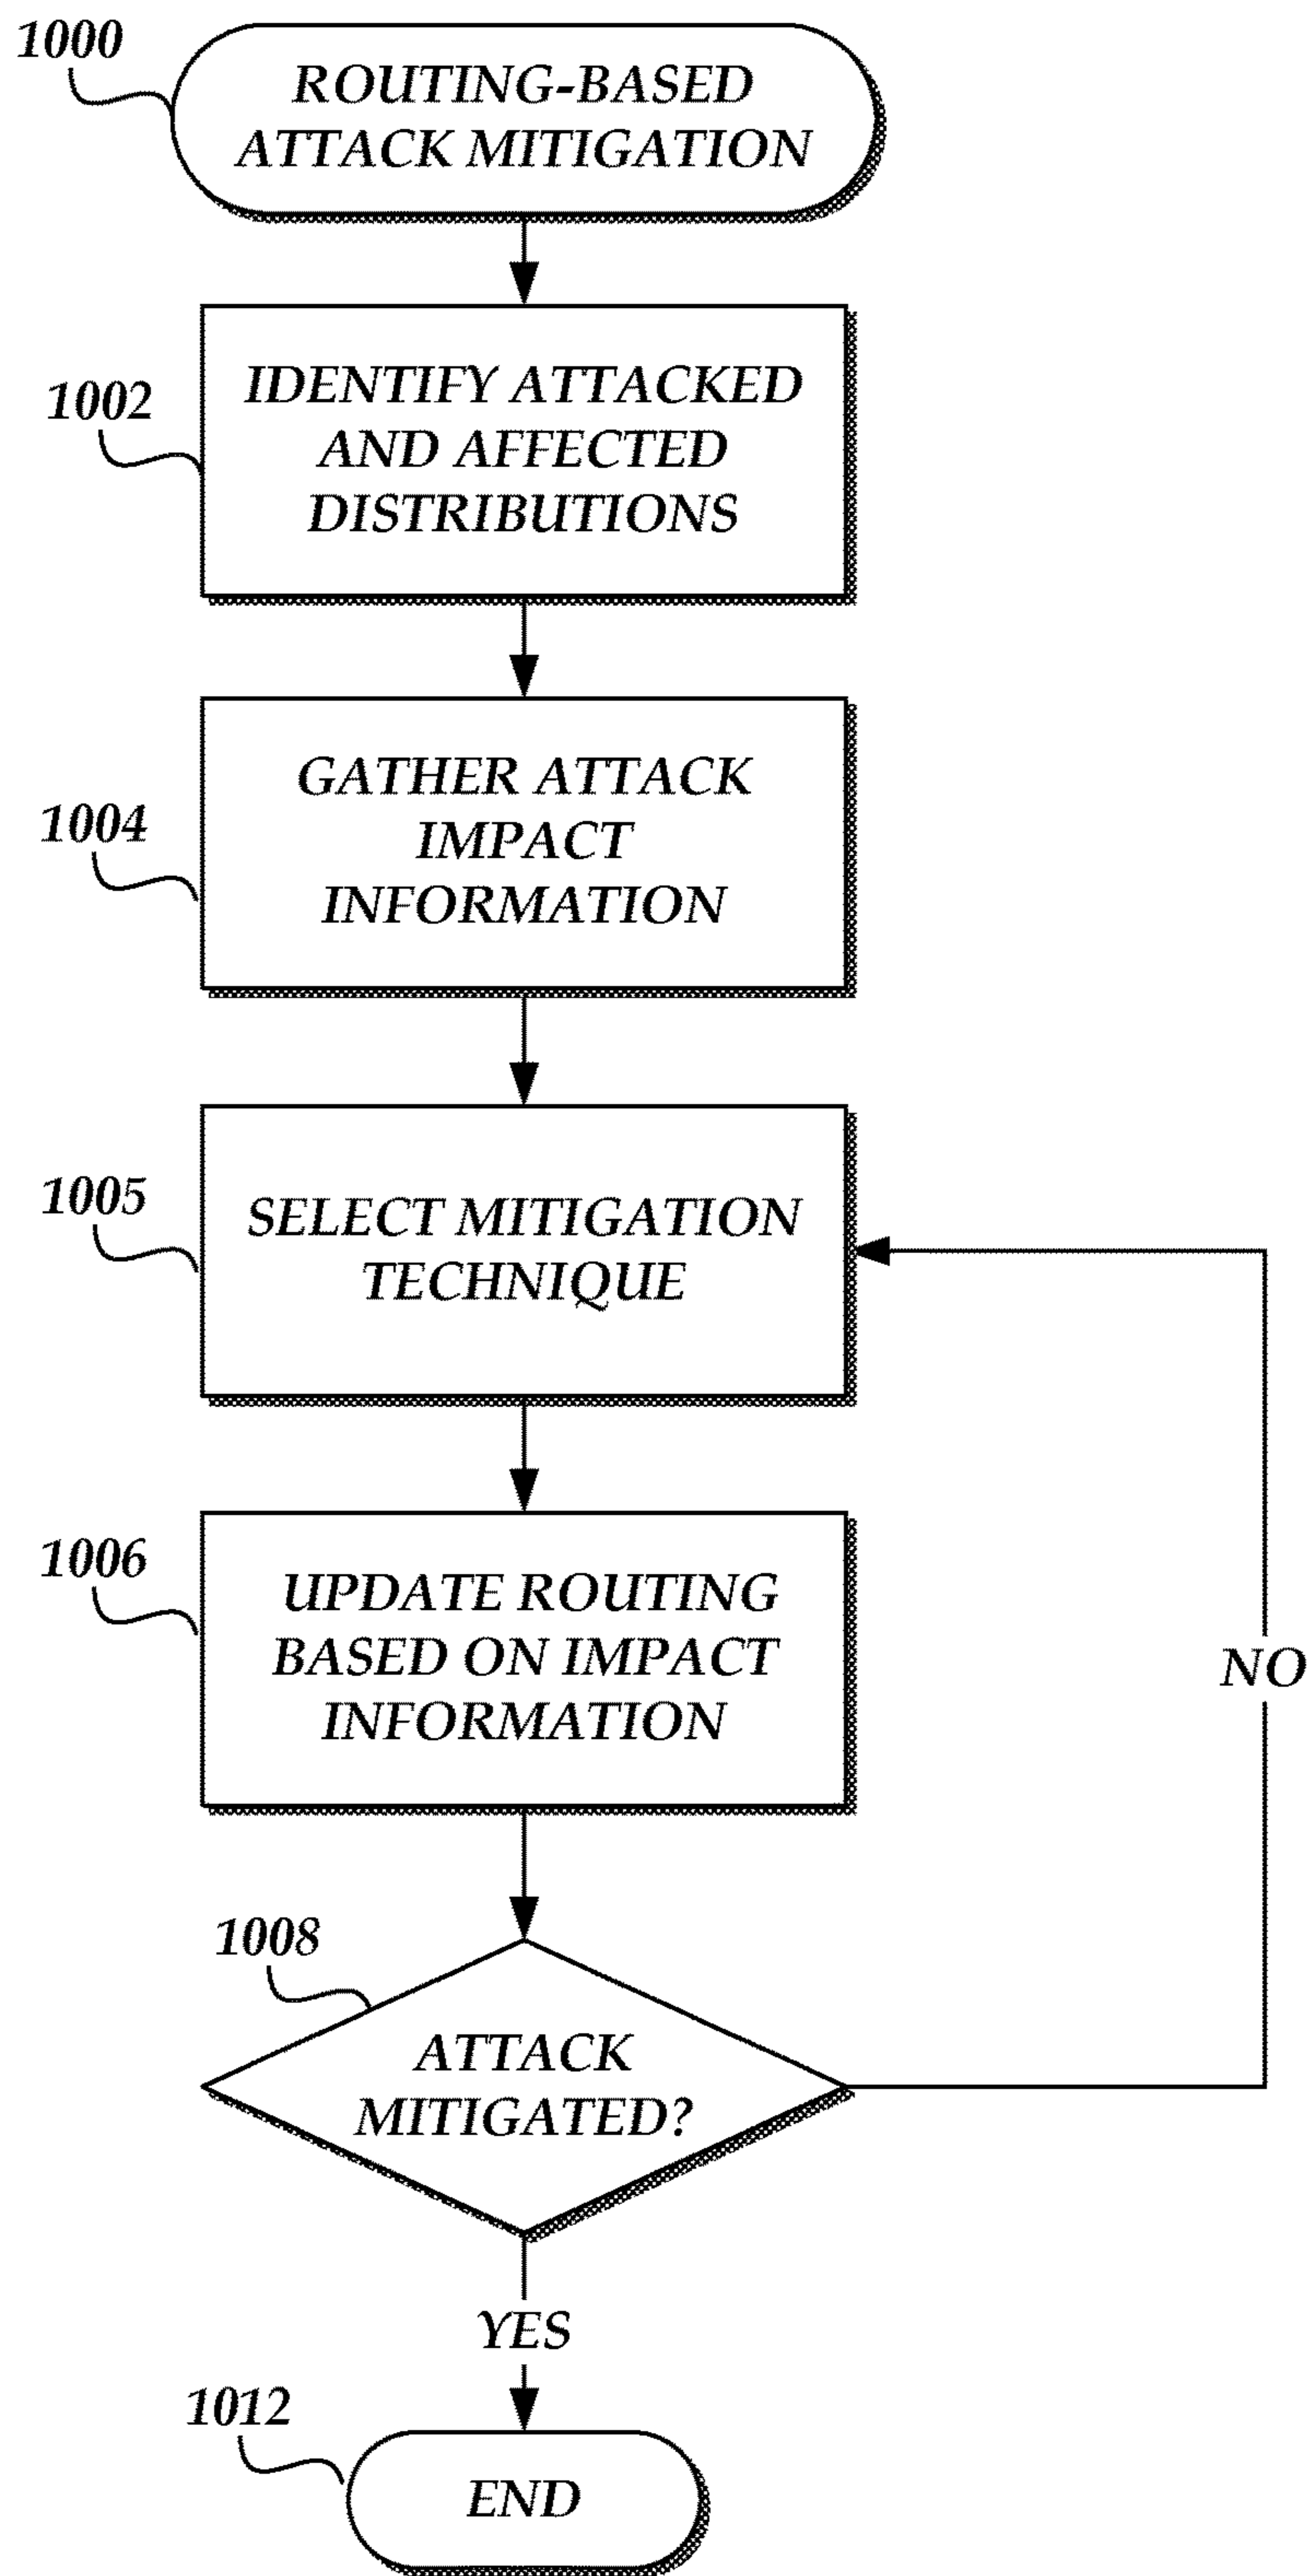 1000
ROUTING-BASED
ATTACK MITIGATION
1002
IDENTIFY ATTACKED
AND AFFECTED
DISTRIBUTIONS
1004
GATHER ATTACK
IMPACT
INFORMATION
1005
SELECT MITIGATION
TECHNIQUE
1006
UPDATE ROUTING
BASED ON IMPACT
INFORMATION
NO
1008
ATTACK
MITIGATED?
YES
1012
END